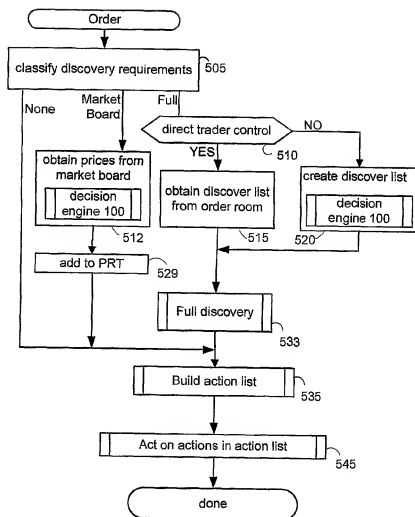 Order
classify discovery requirements
505
None
Market
Board
Full
direct trader control
NO
YES
510
obtain prices from
market board
decision
engine 100
512
obtain discover list
from order room
515
create discover list
decision
engine 100
520
add to PRT
529
Full discovery
533
Build action list
535
Act on actions in action list
545
done